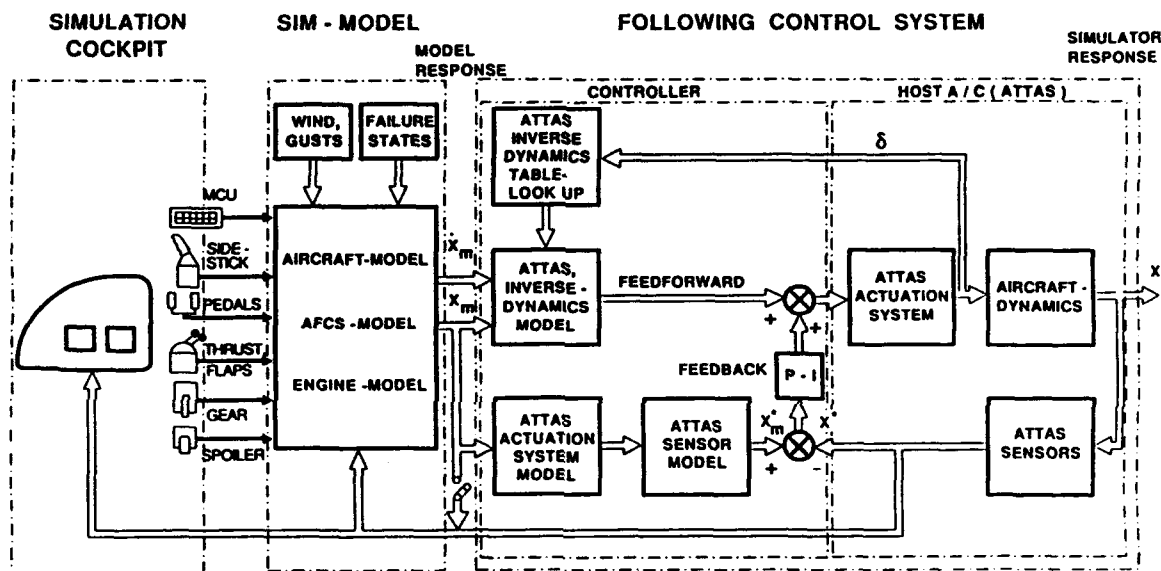 SIMULATION
COCKPIT
SIM - MODEL
FOLLOWING CONTROL SYSTEM
MODEL
RESPONSE
SIMULATOR
RESPONSE
CONTROLLER
HOST A / C ( ATTAS )
WIND,
GUSTS
FAILURE
STATES
ATTAS
INVERSE
DYNAMICS
TABLE-
LOOK UP
δ
MCU
SIDE -
STICK
PEDALS
THRUST,
FLAPS
GEAR
SPOILER
AIRCRAFT-MODEL
AFCS - MODEL
ENGINE -MODEL
ẋm
xm
ATTAS,
INVERSE -
DYNAMICS
MODEL
FEEDFORWARD
+
+
ATTAS
ACTUATION
SYSTEM
AIRCRAFT -
DYNAMICS
x
FEEDBACK
P - I
ATTAS
ACTUATION
SYSTEM
MODEL
ATTAS
SENSOR
MODEL
x*m
x*
+
-
ATTAS
SENSORS